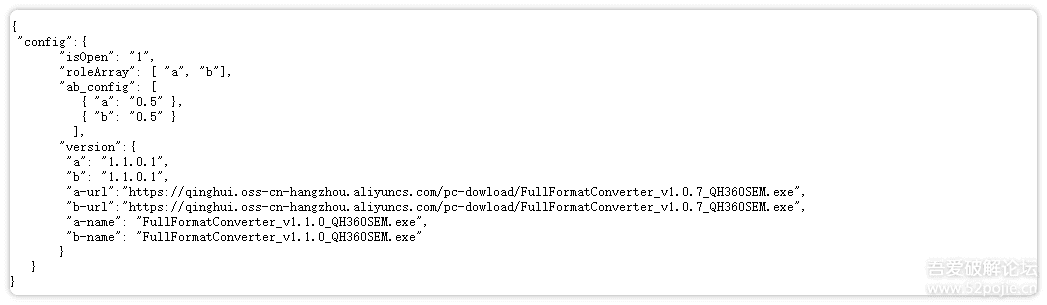 {
"config":{
"isOpen": "1",
"roleArray": [ "a", "b"],
"ab_config": [
{ "a": "0.5" },
{ "b": "0.5" }
],
"version":{
"a": "1.1.0.1",
"b": "1.1.0.1",
"a-url":"https://qinghui.oss-cn-hangzhou.aliyuncs.com/pc-dowload/FullFormatConverter_v1.0.7_QH360SEM.exe",
"b-url":"https://qinghui.oss-cn-hangzhou.aliyuncs.com/pc-dowload/FullFormatConverter_v1.0.7_QH360SEM.exe",
"a-name": "FullFormatConverter_v1.1.0_QH360SEM.exe",
"b-name": "FullFormatConverter_v1.1.0_QH360SEM.exe"
}
}
}
吾爱破解论坛
www.52pojie.cn